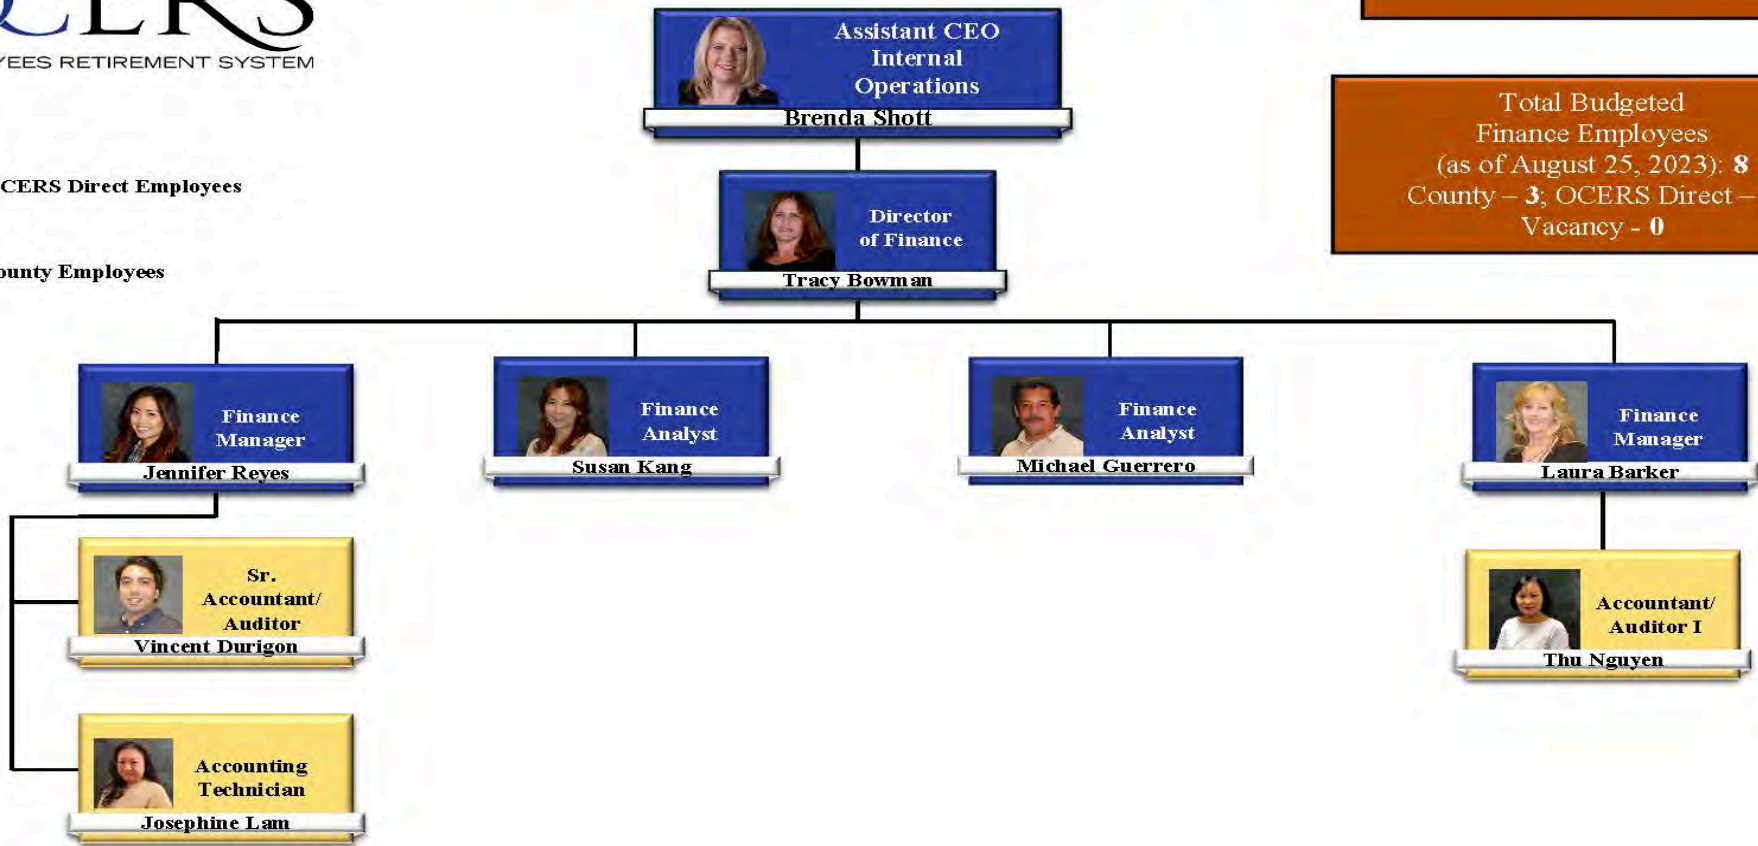 YEES RETIREMENT SYSTEM
CERS Direct Employees
ounty Employees
Assistant CEO
Internal
Operations
Brenda Shott
Total Budgeted
Finance Employees
(as of August 25, 2023): 8
County – 3; OCERS Direct –
Vacancy - 0
Director
of Finance
Tracy Bowman
Finance
Manager
Jennifer Reyes
Finance
Analyst
Susan Kang
Finance
Analyst
Michael Guerrero
Finance
Manager
Laura Barker
Sr.
Accountant/
Auditor
Vincent Durigon
Accountant/
Auditor I
Thu Nguyen
Accounting
Technician
Josephine Lam